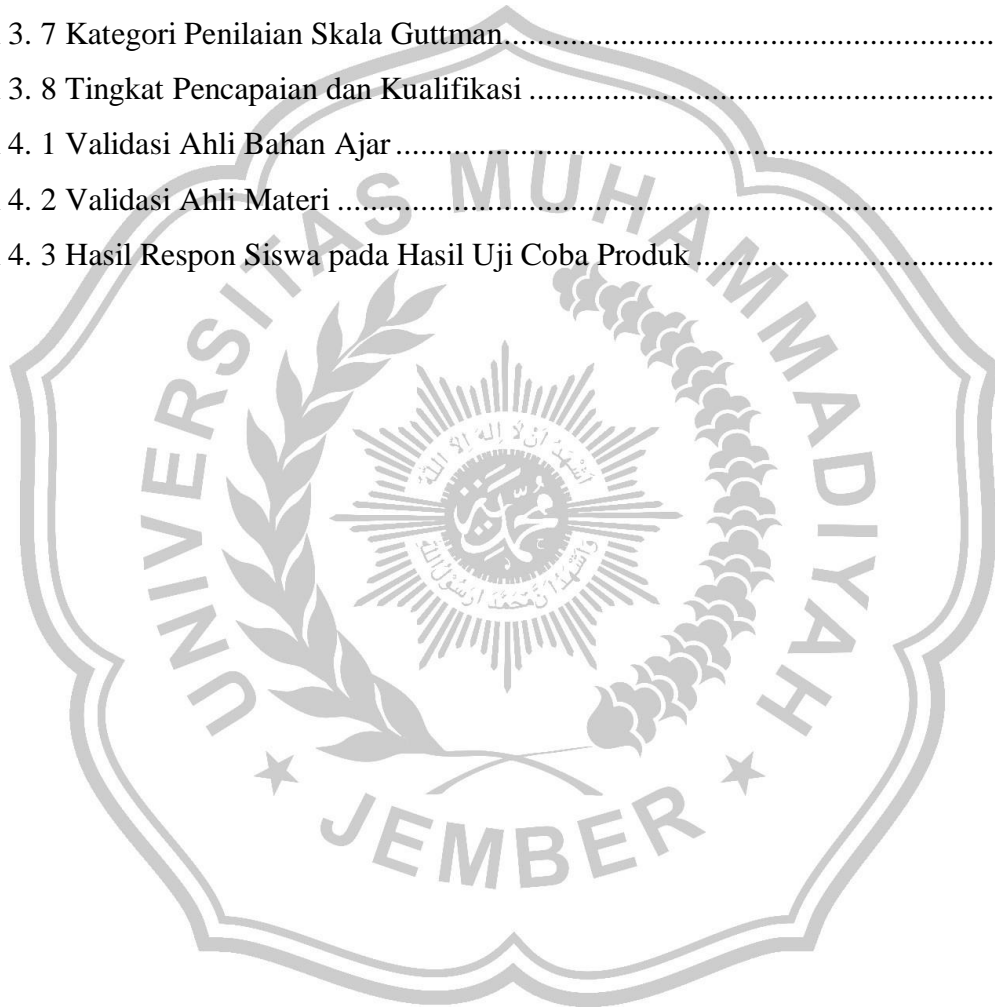 3. 7 Kategori Penilaian Skala Guttman....................................................................
3. 8 Tingkat Pencapaian dan Kualifikasi .................................................................
4. 1 Validasi Ahli Bahan Ajar ................................................................................
4. 2 Validasi Ahli Materi .......................................................................................
4. 3 Hasil Respon Siswa pada Hasil Uji Coba Produk .............................................
UNIVERSITAS MUHAMMADIYAH
JEMBER